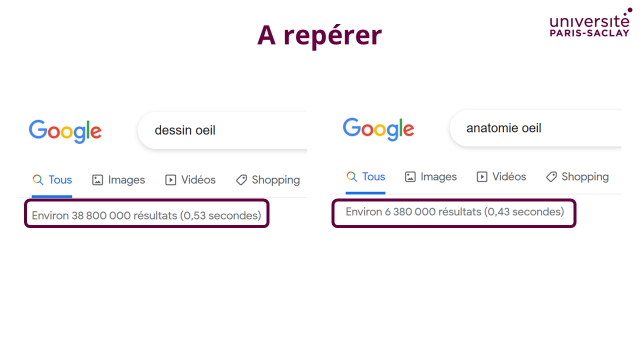 A repérer
université
PARIS-SACLAY
Google
dessin oeil
Tous
Images
Vidéos
Shopping
Environ 38 800 000 résultats (0,53 secondes)
Google
anatomie oeil
Tous
Images
Vidéos
Shopping
Environ 6 380 000 résultats (0,43 secondes)